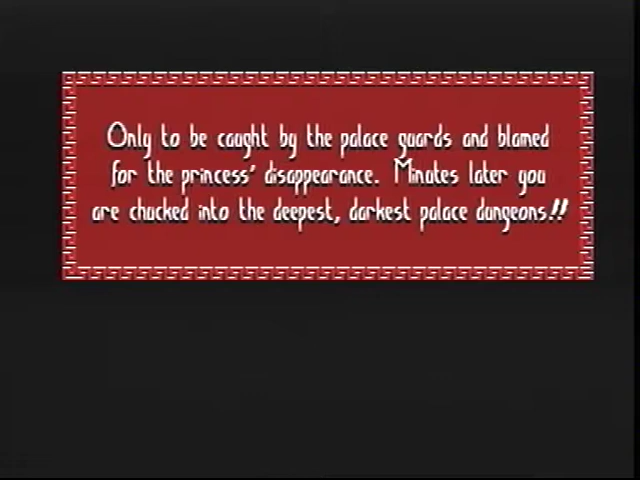 Only to be caught by the palace guards and blamed
for the princess' disappearance. Minutes later you
are chucked into the deepest, darkest palace dungeons!!